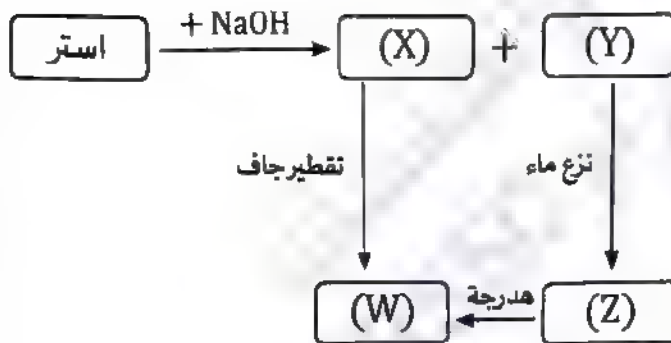 استر + NaOH (X) + (Y)
تقطير جاف نزع ماء
(W) هدرجة (Z)